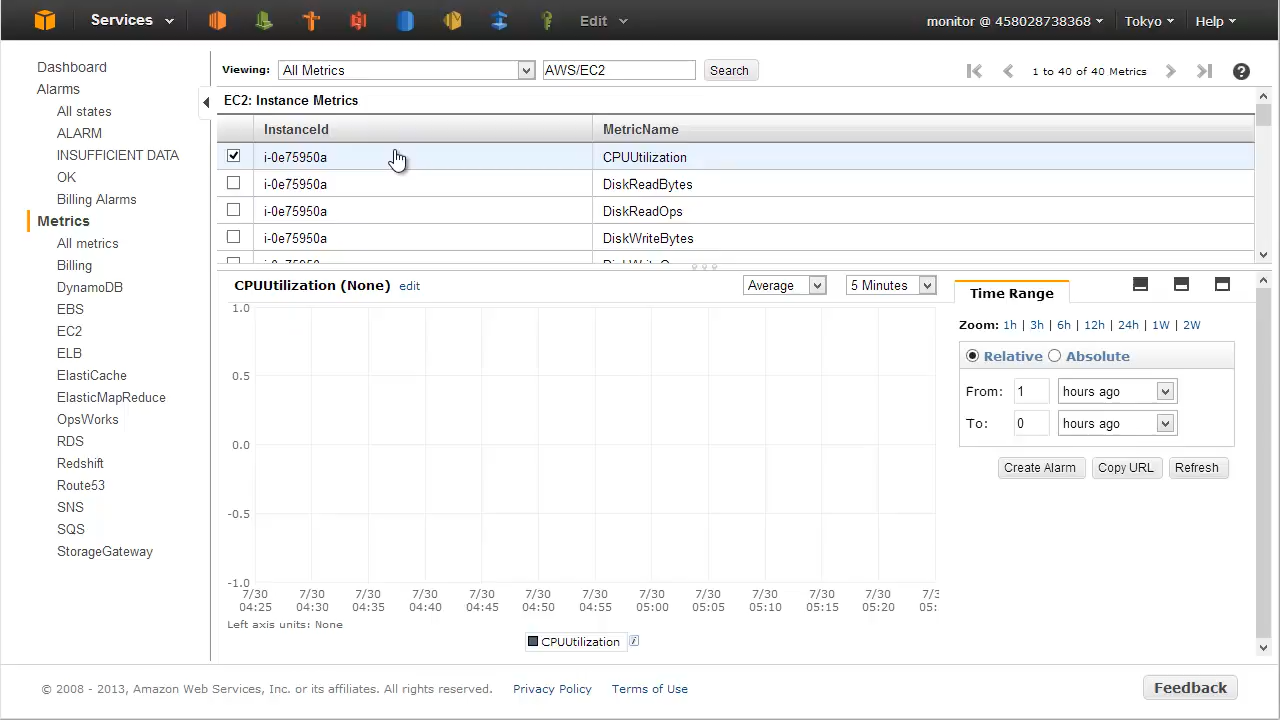 Services Edit monitor @ 458028738368 Tokyo Help
Dashboard
Alarms
All states
ALARM
INSUFFICIENT DATA
OK
Billing Alarms
Metrics
All metrics
Billing
DynamoDB
EBS
EC2
ELB
ElastiCache
ElasticMapReduce
OpsWorks
RDS
Redshift
Route53
SNS
SQS
StorageGateway
Viewing: All Metrics AWS/EC2 Search 1 to 40 of 40 Metrics ?
EC2: Instance Metrics
InstanceId MetricName
i-0e75950a CPUUtilization
i-0e75950a DiskReadBytes
i-0e75950a DiskReadOps
i-0e75950a DiskWriteBytes
i-0e75950a DiskWriteOps
CPUUtilization (None) edit Average 5 Minutes
1.0
0.5
0.0
-0.5
-1.0
7/30 7/30 7/30 7/30 7/30 7/30 7/30 7/30 7/30 7/30 7/30 7/30
04:25 04:30 04:35 04:40 04:45 04:50 04:55 05:00 05:05 05:10 05:15 05:20
Left axis units: None
CPUUtilization i
Time Range
Zoom: 1h | 3h | 6h | 12h | 24h | 1W | 2W
Relative Absolute
From: 1 hours ago
To: 0 hours ago
Create Alarm Copy URL Refresh
© 2008 - 2013, Amazon Web Services, Inc. or its affiliates. All rights reserved. Privacy Policy Terms of Use Feedback